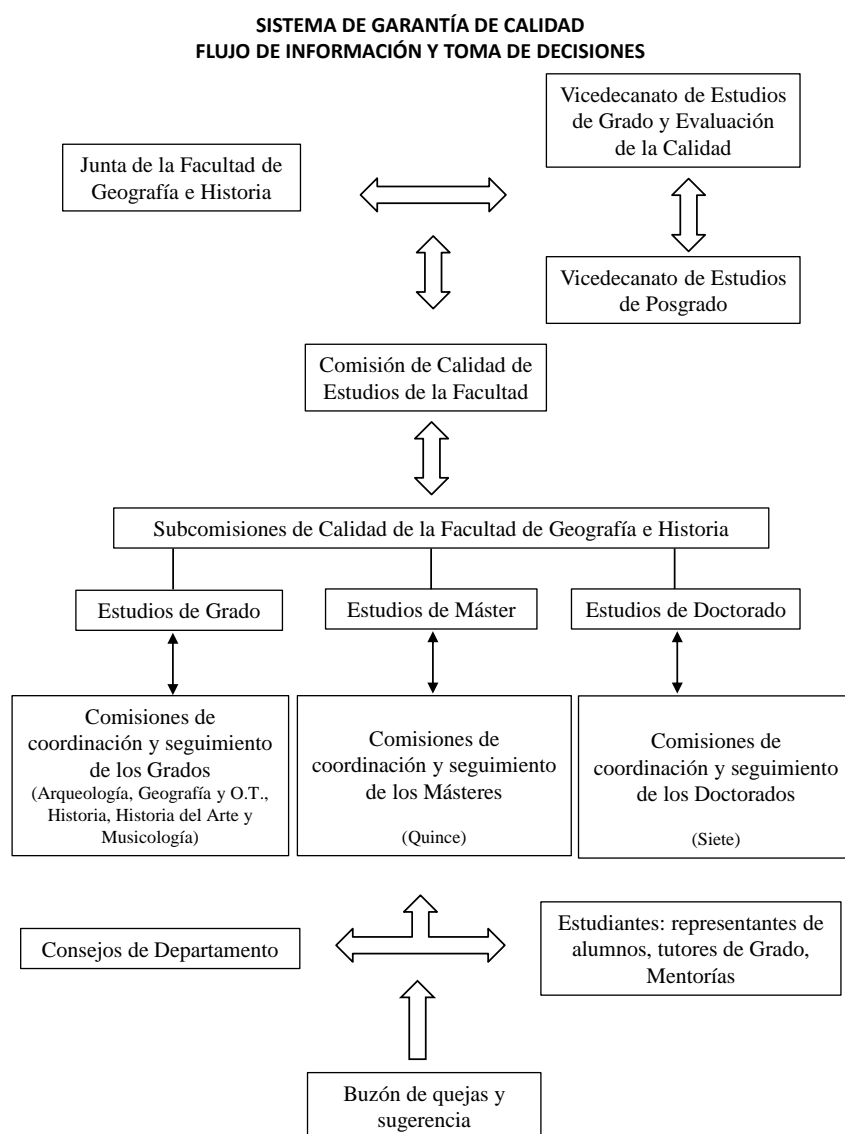 SISTEMA DE GARANTÍA DE CALIDAD
FLUJO DE INFORMACIÓN Y TOMA DE DECISIONES
Vicedecanato de Estudios
de Grado y Evaluación
de la Calidad
Junta de la Facultad de
Geografía e Historia
Vicedecanato de Estudios
de Posgrado
Comisión de Calidad de
Estudios de la Facultad
Subcomisiones de Calidad de la Facultad de Geografía e Historia
Estudios de Grado
Estudios de Máster
Estudios de Doctorado
Comisiones de
coordinación y seguimiento
de los Grados
(Arqueología, Geografía y O.T.,
Historia, Historia del Arte y
Musicología)
Comisiones de
coordinación y seguimiento
de los Másteres
(Quince)
Comisiones de
coordinación y seguimiento
de los Doctorados
(Siete)
Consejos de Departamento
Estudiantes: representantes de
alumnos, tutores de Grado,
Mentorías
Buzón de quejas y
sugerencia